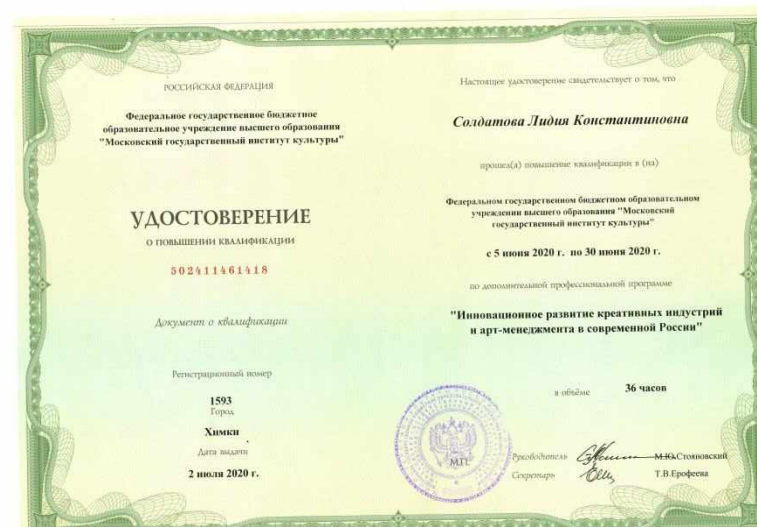 РОССИЙСКАЯ ФЕДЕРАЦИЯ
Федеральное государственное бюджетное
образовательное учреждение высшего образования
"Московский государственный институт культуры"
УДОСТОВЕРЕНИЕ
О ПОВЫШЕНИИ КВАЛИФИКАЦИИ
502411461418
Документ о квалификации
Регистрационный номер
1593
Город
Химки
Дата выдачи
2 июля 2020 г.
Настоящее удостоверение свидетельствует о том, что
Солдатова Лидия Константиновна
прошел(а) повышение квалификации в (на)
Федеральном государственном бюджетном образовательном
учреждении высшего образования "Московский
государственный институт культуры"
с 5 июня 2020 г. по 30 июня 2020 г.
по дополнительной профессиональной программе
"Инновационное развитие креативных индустрий
и арт-менеджмента в современной России"
в объёме 36 часов
М.П.
Руководитель М.Ю.Стояновский
Секретарь Т.В.Ерофеева